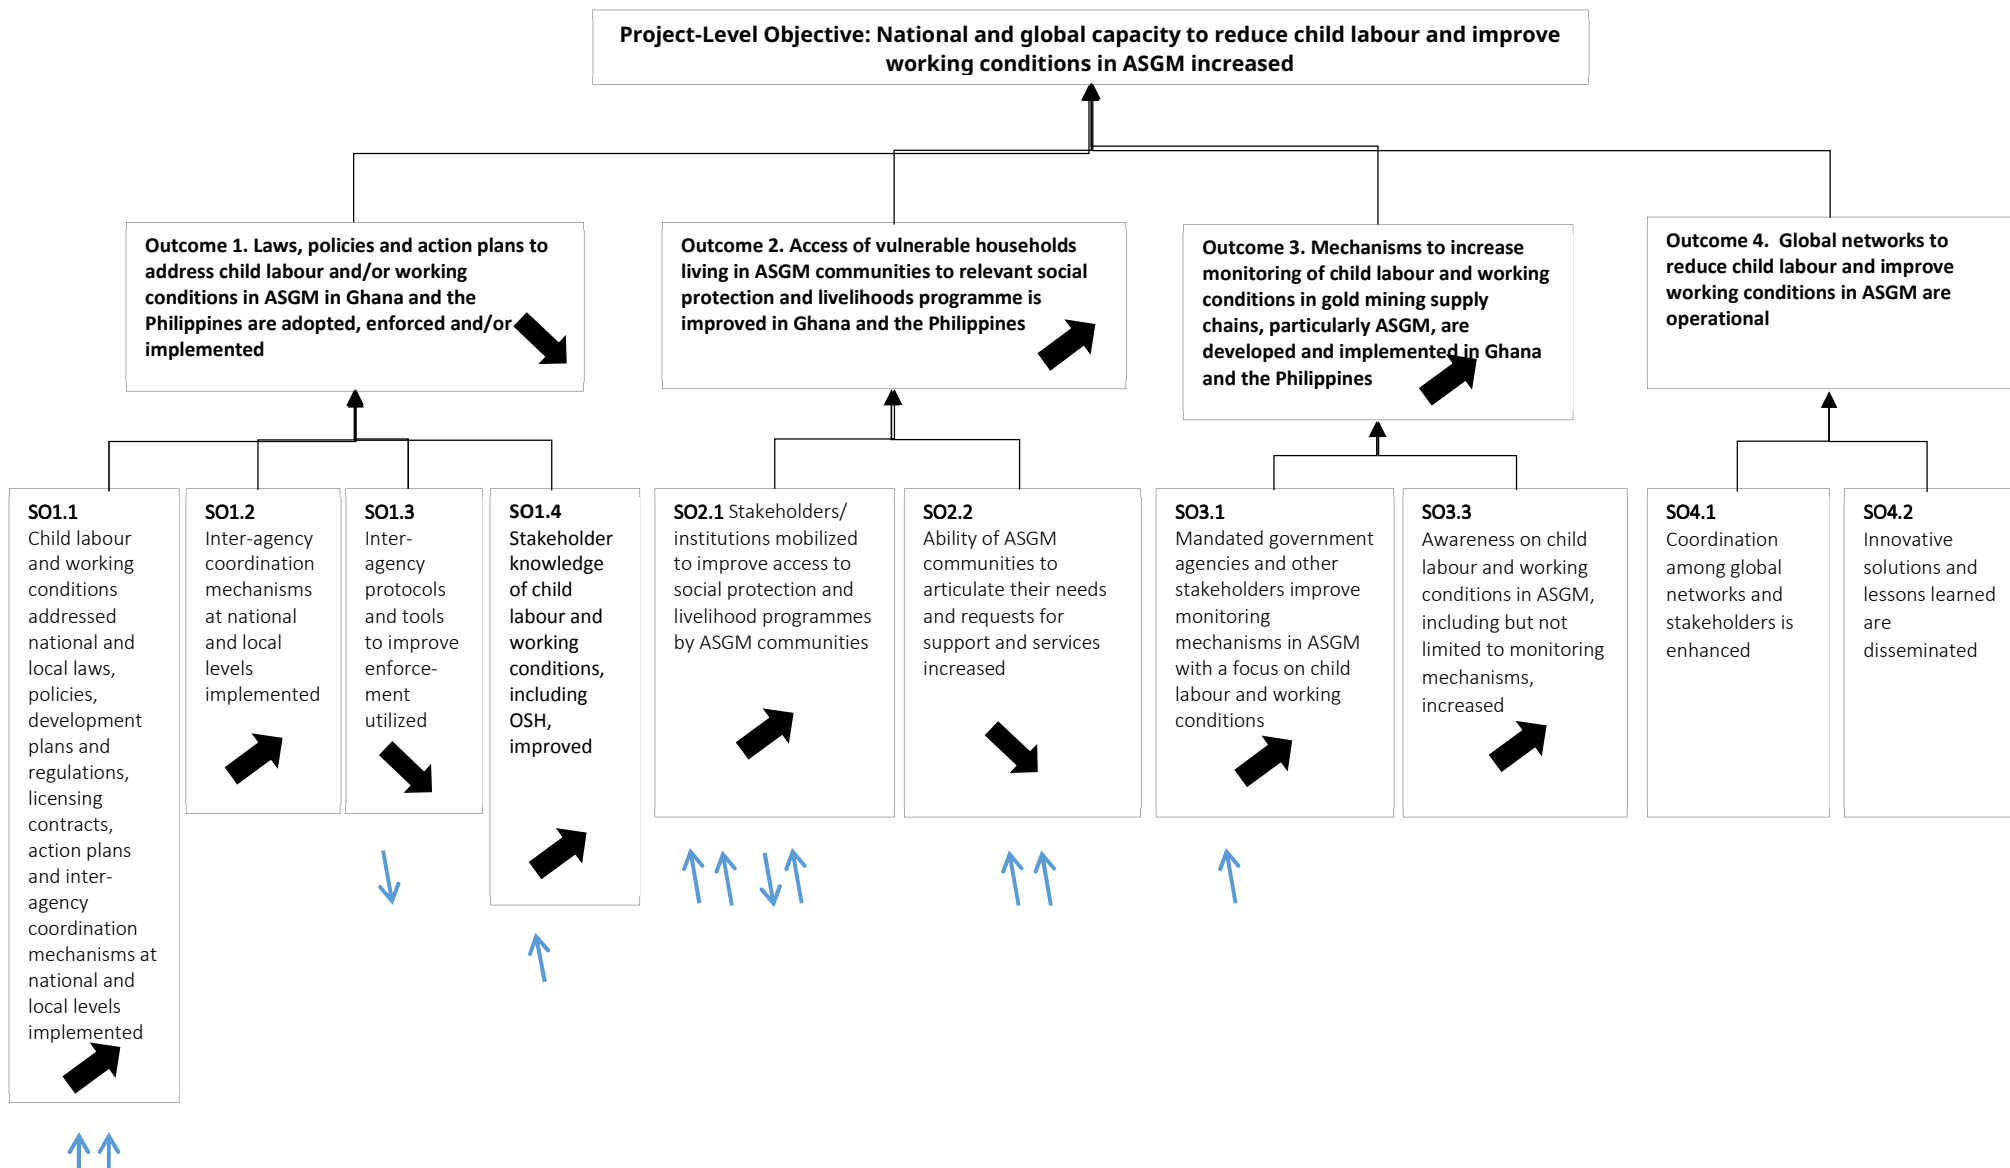 Project-Level Objective: National and global capacity to reduce child labour and improve
working conditions in ASGM increased
Outcome 1. Laws, policies and action plans to
address child labour and/or working
conditions in ASGM in Ghana and the
Philippines are adopted, enforced and/or
implemented
Outcome 2. Access of vulnerable households
living in ASGM communities to relevant social
protection and livelihoods programme is
improved in Ghana and the Philippines
Outcome 3. Mechanisms to increase
monitoring of child labour and working
conditions in gold mining supply
chains, particularly ASGM, are
developed and implemented in Ghana
and the Philippines
Outcome 4. Global networks to
reduce child labour and improve
working conditions in ASGM are
operational
SO1.1
Child labour
and working
conditions
addressed
national and
local laws,
policies,
development
plans and
regulations,
licensing
contracts,
action plans
and inter-
agency
coordination
mechanisms at
national and
local levels
implemented
SO1.2
Inter-agency
coordination
mechanisms
at national
and local
levels
implemented
SO1.3
Inter-
agency
protocols
and tools
to improve
enforce-
ment
utilized
SO1.4
Stakeholder
knowledge
of child
labour and
working
conditions,
including
OSH,
improved
SO2.1 Stakeholders/
institutions mobilized
to improve access to
social protection and
livelihood programmes
by ASGM communities
SO2.2
Ability of ASGM
communities to
articulate their needs
and requests for
support and services
increased
SO3.1
Mandated government
agencies and other
stakeholders improve
monitoring
mechanisms in ASGM
with a focus on child
labour and working
conditions
SO3.3
Awareness on child
labour and working
conditions in ASGM,
including but not
limited to monitoring
mechanisms,
increased
SO4.1
Coordination
among global
networks and
stakeholders is
enhanced
SO4.2
Innovative
solutions and
lessons learned
are
disseminated